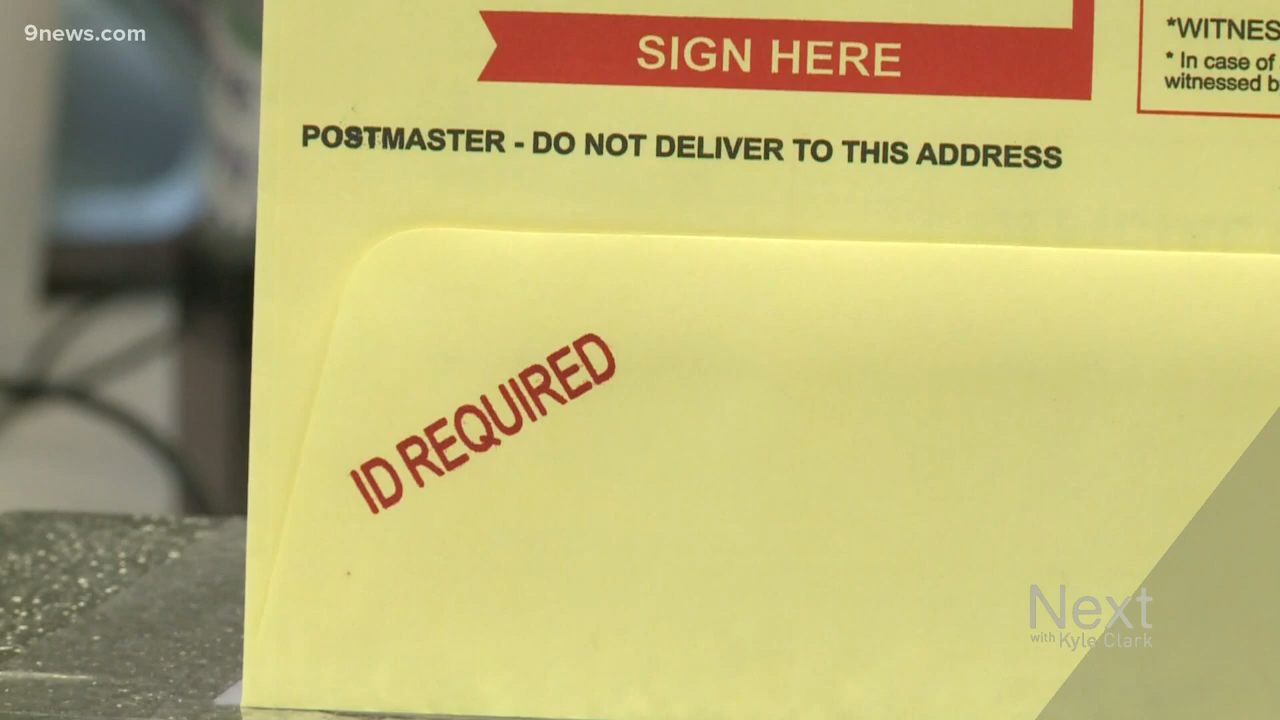 9news.com
SIGN HERE
*WITNES
* In case of
witnessed b
POSTMASTER - DO NOT DELIVER TO THIS ADDRESS
ID REQUIRED
Next
with Kyle Clark